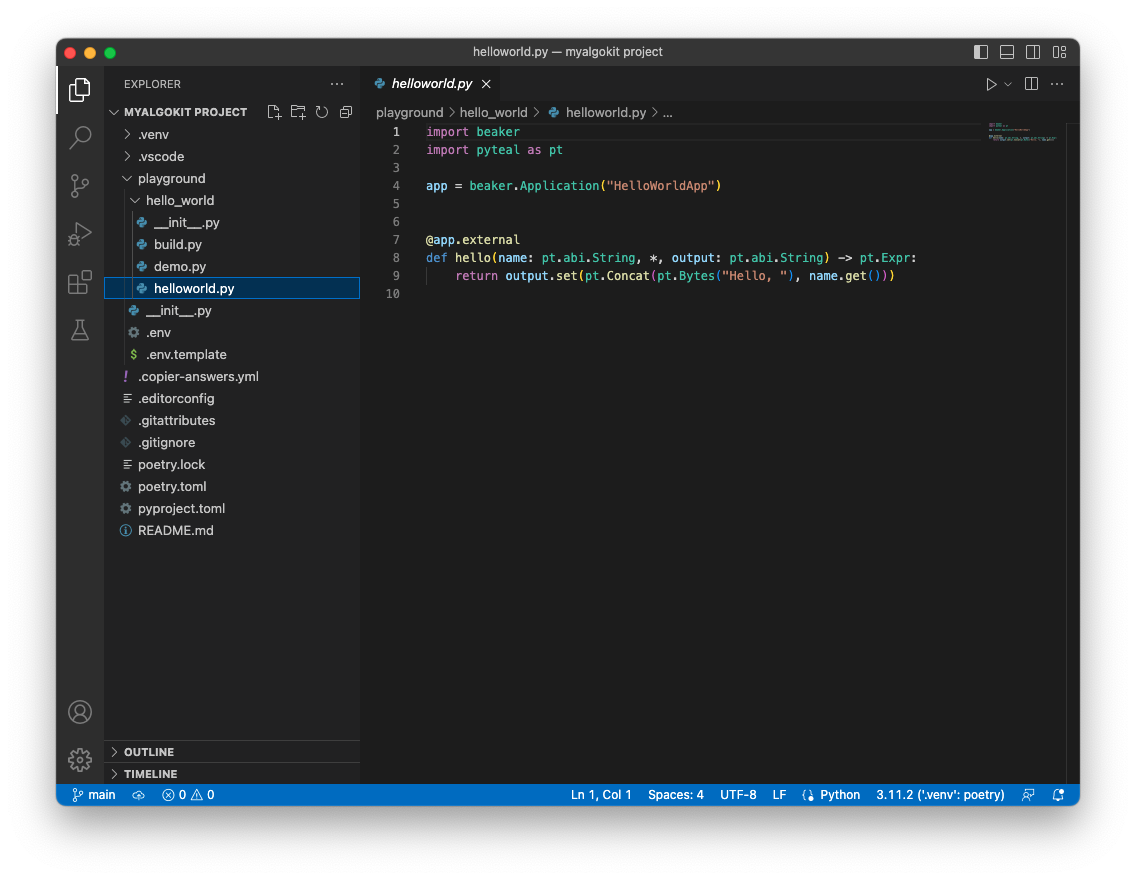 helloworld.py — myalgokit project
EXPLORER
MYALGOKIT PROJECT
.venv
.vscode
playground
hello_world
__init__.py
build.py
demo.py
helloworld.py
__init__.py
.env
$ .env.template
! .copier-answers.yml
.editorconfig
.gitattributes
.gitignore
poetry.lock
poetry.toml
pyproject.toml
README.md
OUTLINE
TIMELINE
helloworld.py
playground > hello_world > helloworld.py > ...
1 import beaker
2 import pyteal as pt
3
4 app = beaker.Application("HelloWorldApp")
5
6
7 @app.external
8 def hello(name: pt.abi.String, *, output: pt.abi.String) -> pt.Expr:
9     return output.set(pt.Concat(pt.Bytes("Hello, "), name.get()))
10
main 0 0 Ln 1, Col 1 Spaces: 4 UTF-8 LF Python 3.11.2 ('.venv': poetry)